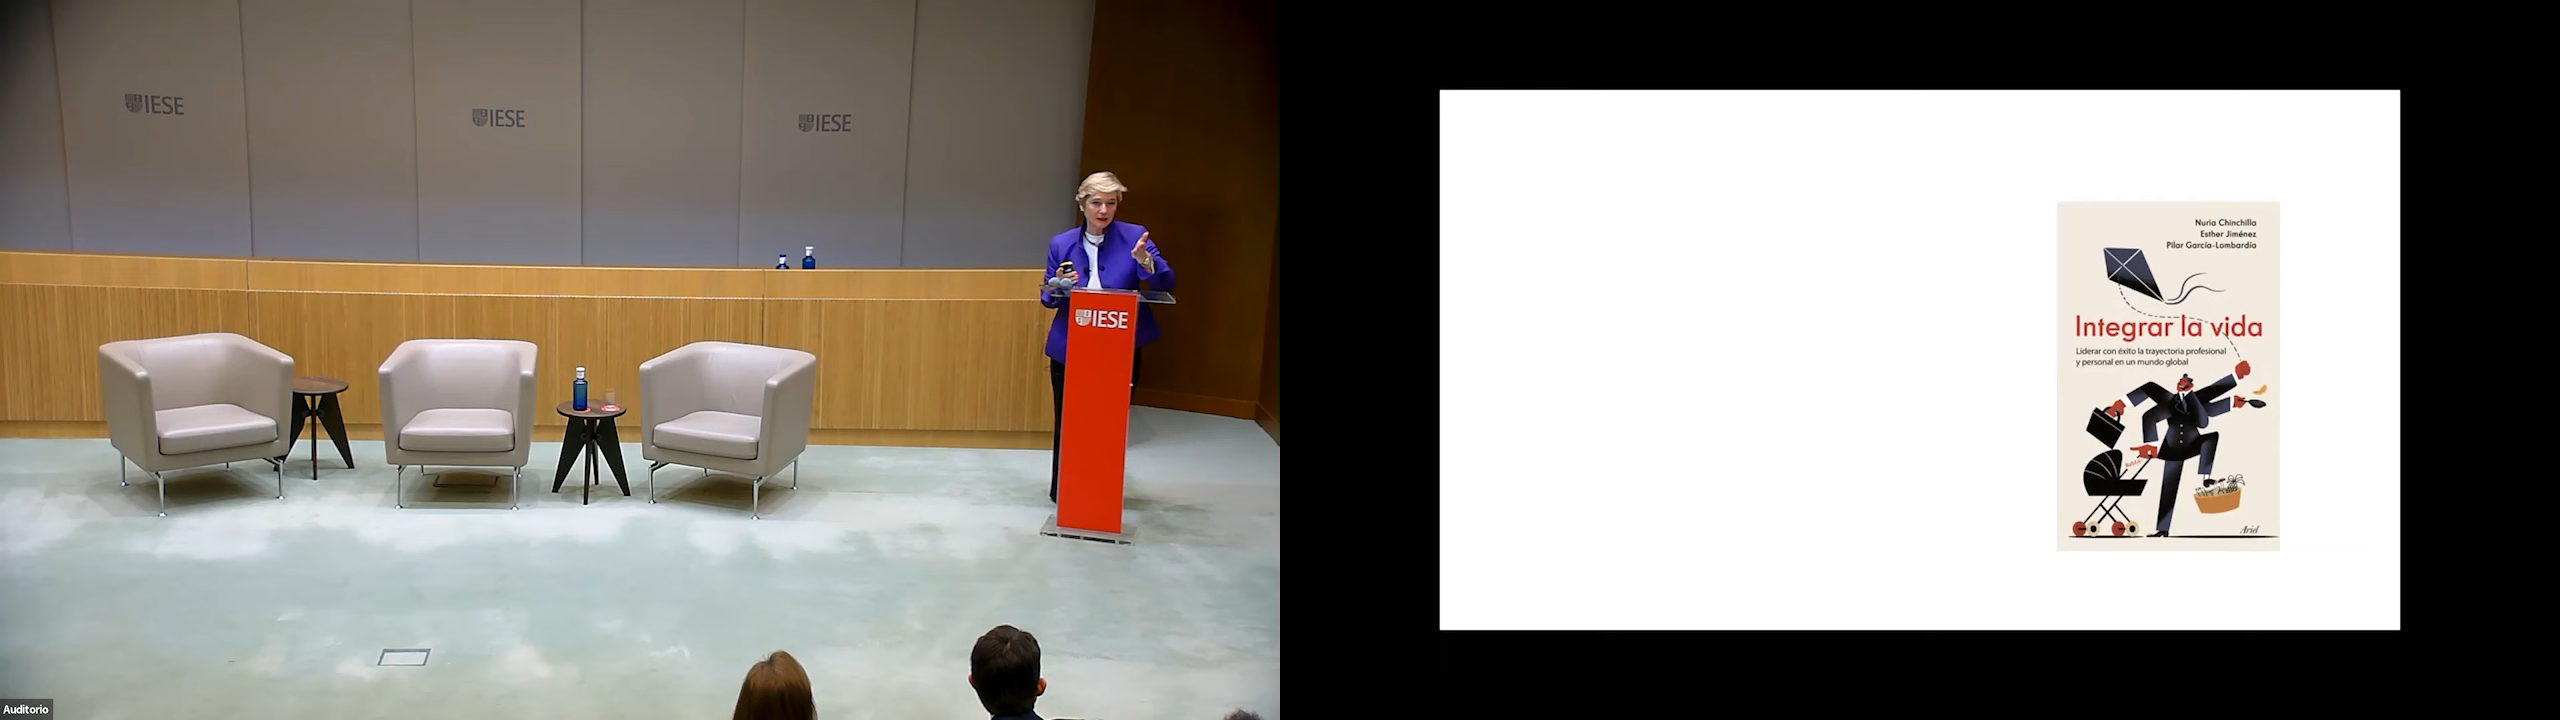 IESE
IESE
IESE
IESE
Auditorio
Nuria Chinchilla
Esther Jiménez
Pilar García-Lombardía
Integrar la vida
Liderar con éxito la trayectoria profesional
y personal en un mundo global
Ariel